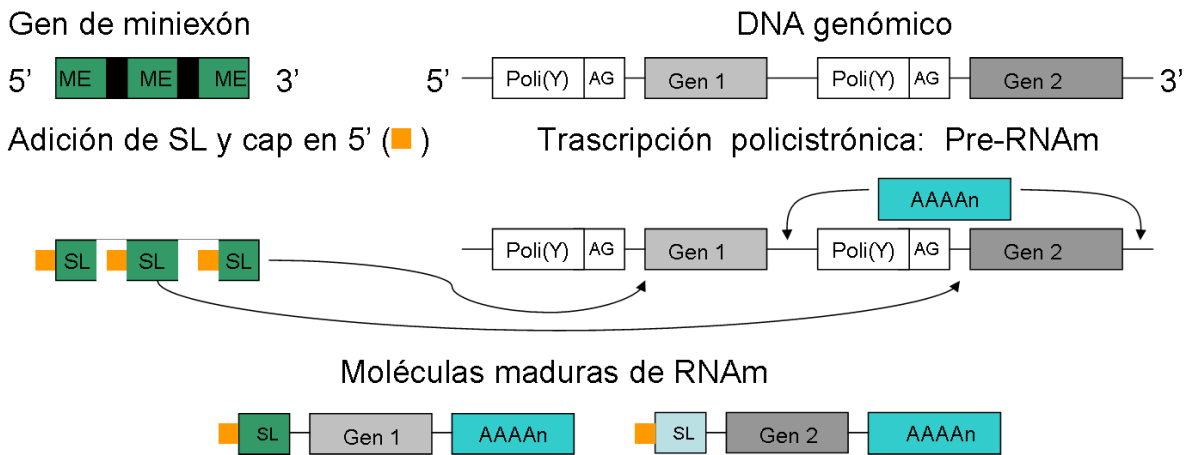 Gen de miniexón
DNA genómico
5’ ME ME ME 3’
5’ Poli(Y) AG Gen 1 Poli(Y) AG Gen 2 3’
Adición de SL y cap en 5’ ( )
Trascripción policistrónica: Pre-RNAm
AAAAn
SL SL SL
Poli(Y) AG Gen 1 Poli(Y) AG Gen 2
Moléculas maduras de RNAm
SL Gen 1 AAAAn
SL Gen 2 AAAAn